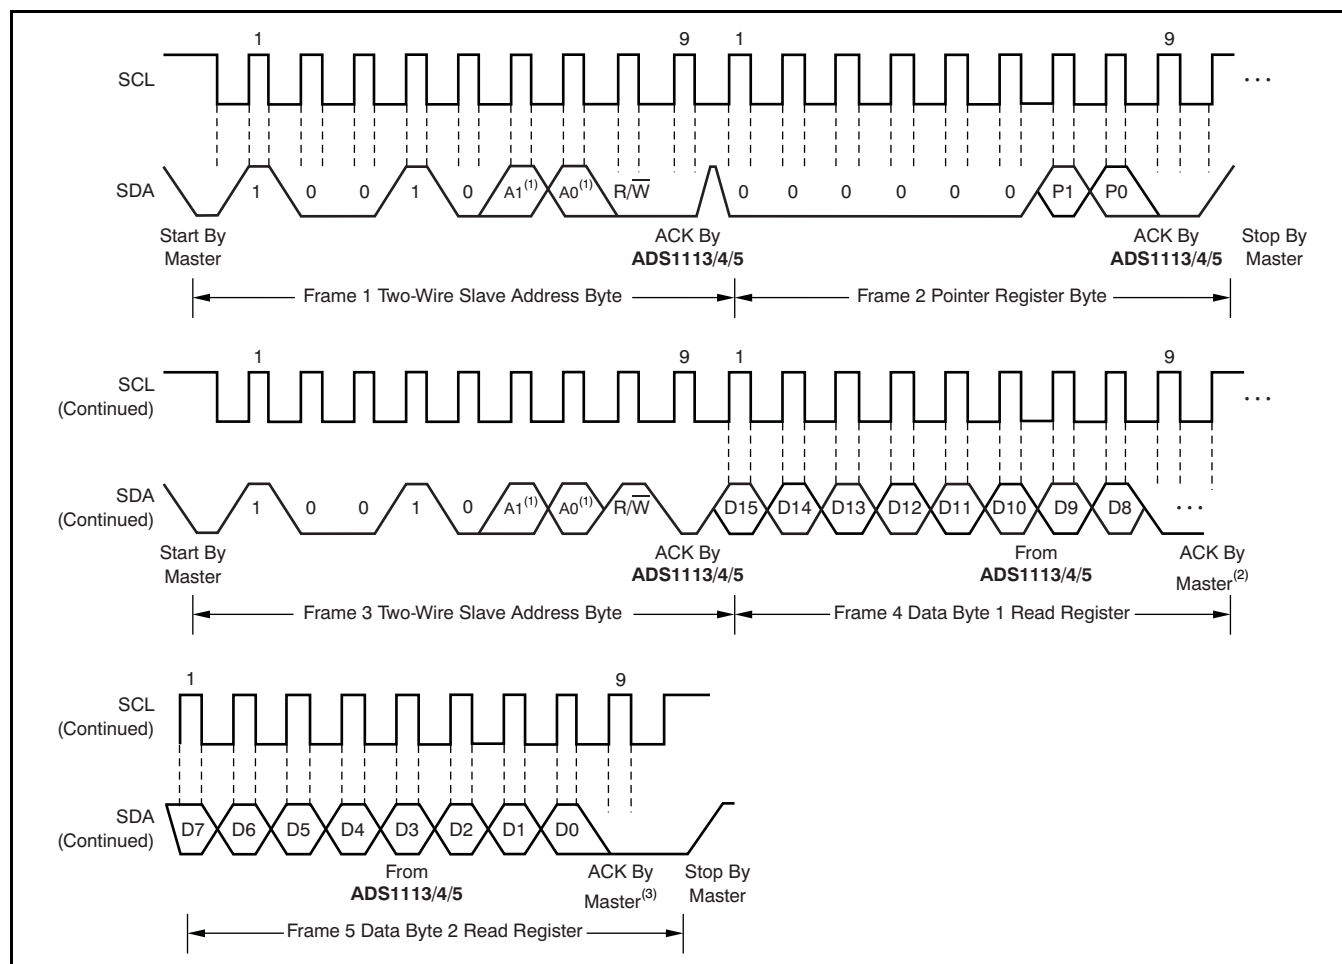 1 9 1 9
SCL
...
SDA
1 0 0 1 0 A1(1) A0(1) R/W̅ 0 0 0 0 0 0 P1 P0
Start By
Master
ACK By
ADS1113/4/5
ACK By
ADS1113/4/5
Stop By
Master
Frame 1 Two-Wire Slave Address Byte
Frame 2 Pointer Register Byte
1 9 1 9
SCL
(Continued)
...
SDA
(Continued)
1 0 0 1 0 A1(1) A0(1) R/W̅ D15 D14 D13 D12 D11 D10 D9 D8 ...
Start By
Master
ACK By
ADS1113/4/5
From
ADS1113/4/5
ACK By
Master(2)
Frame 3 Two-Wire Slave Address Byte
Frame 4 Data Byte 1 Read Register
1 9
SCL
(Continued)
SDA
(Continued)
D7 D6 D5 D4 D3 D2 D1 D0
From
ADS1113/4/5
ACK By
Master(3)
Stop By
Master
Frame 5 Data Byte 2 Read Register